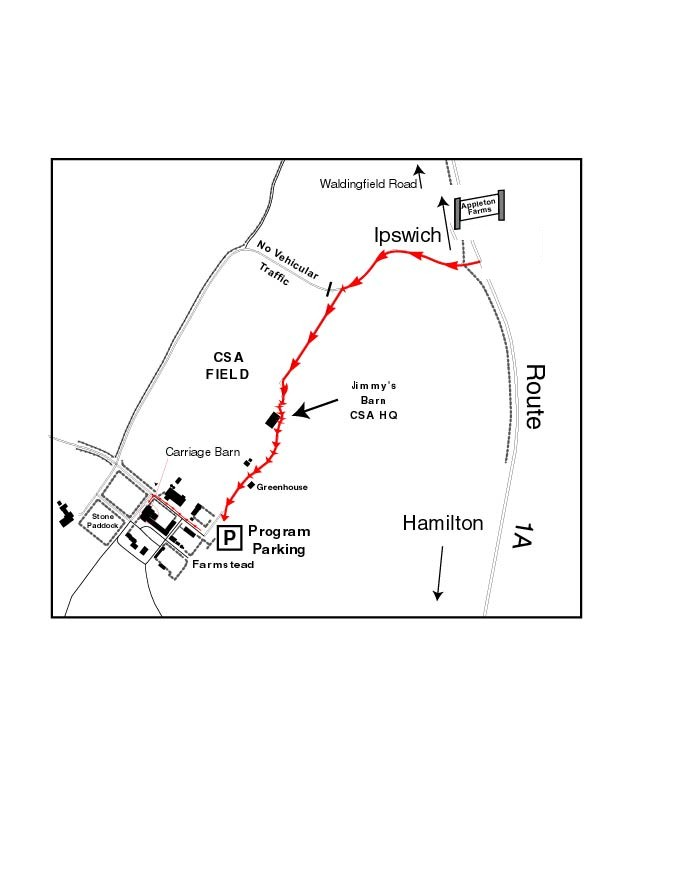 Waldingfield Road
Appleton
Farms
Ipswich
No Vehicular
Traffic
CSA
FIELD
Route
Jimmy's
Barn
CSA HQ
Carriage Barn
Greenhouse
Stone
Paddock
P
Program
Parking
Hamilton
1A
Farmstead